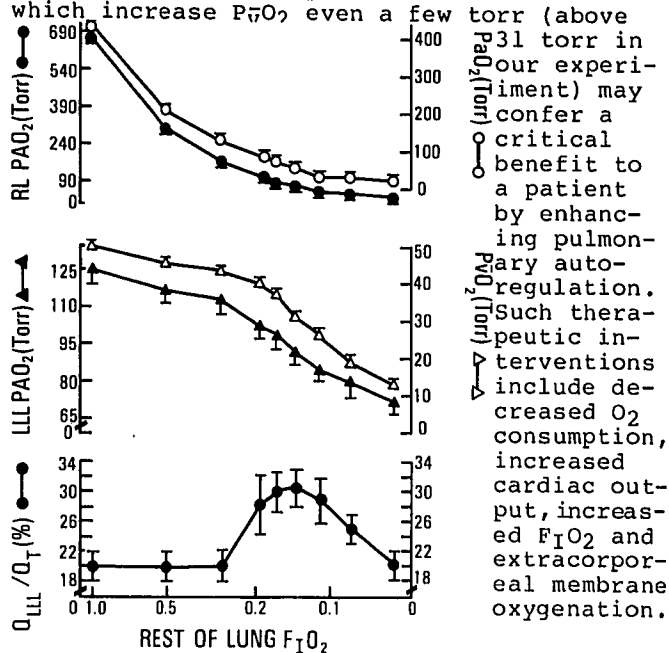 which increase Pv̄O₂ even a few torr (above
31 torr in
our experi-
iment) may
confer a
critical
benefit to
a patient
by enhanc-
ing pulmon-
ary auto-
regulation.
Such thera-
peutic in-
terventions
include de-
creased O₂
consumption,
increased
cardiac out-
put, increas-
ed FIO₂ and
extracorpor-
eal membrane
oxygenation.
RL PAO₂(Torr)
690
540
390
240
90
0
PaO₂(Torr)
400
300
200
100
0
LLL PAO₂(Torr)
125
110
95
80
65
0
Pv̄O₂(Torr)
50
40
30
20
10
0
Q̇LLL/Q̇T(%)
34
30
26
22
18
0
34
30
26
22
18
1.0
0.5
0.2
0.1
0
REST OF LUNG FIO₂